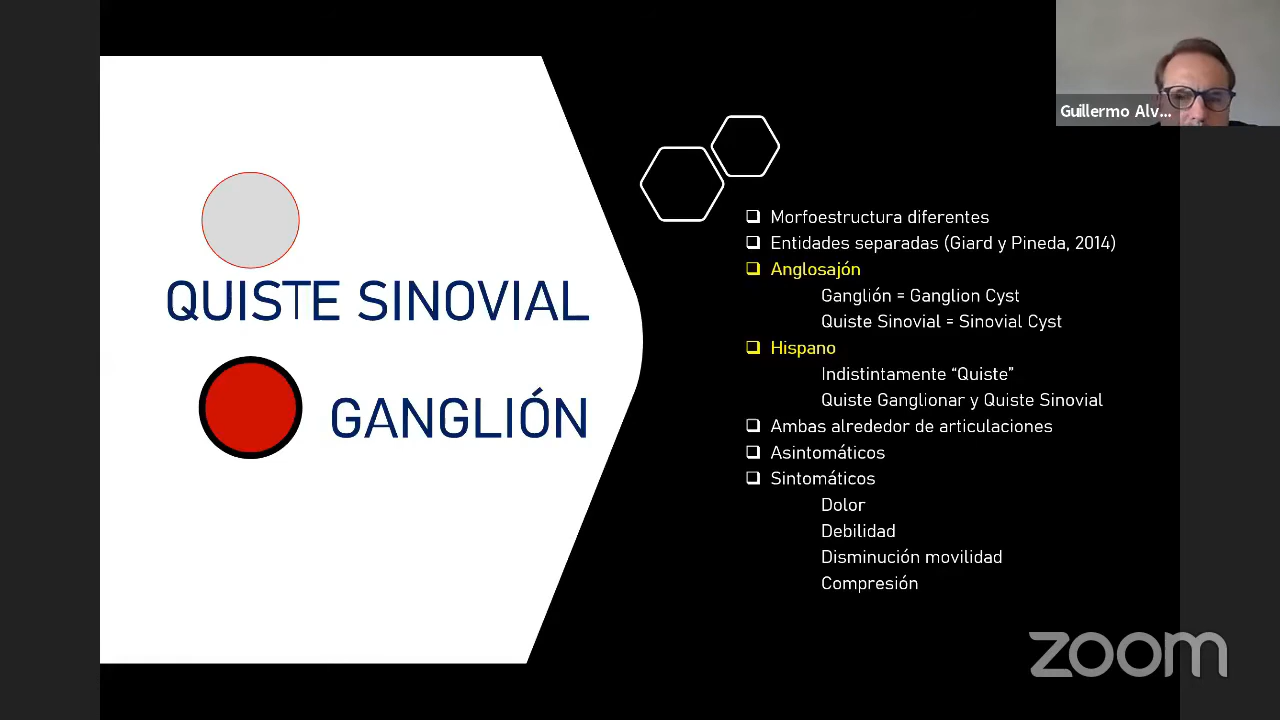 Guillermo Alv...
QUISTE SINOVIAL
GANGLIÓN
Morfoestructura diferentes
Entidades separadas (Giard y Pineda, 2014)
Anglosajón
Ganglión = Ganglion Cyst
Quiste Sinovial = Sinovial Cyst
Hispano
Indistintamente “Quiste”
Quiste Ganglionar y Quiste Sinovial
Ambas alrededor de articulaciones
Asintomáticos
Sintomáticos
Dolor
Debilidad
Disminución movilidad
Compresión
zoom